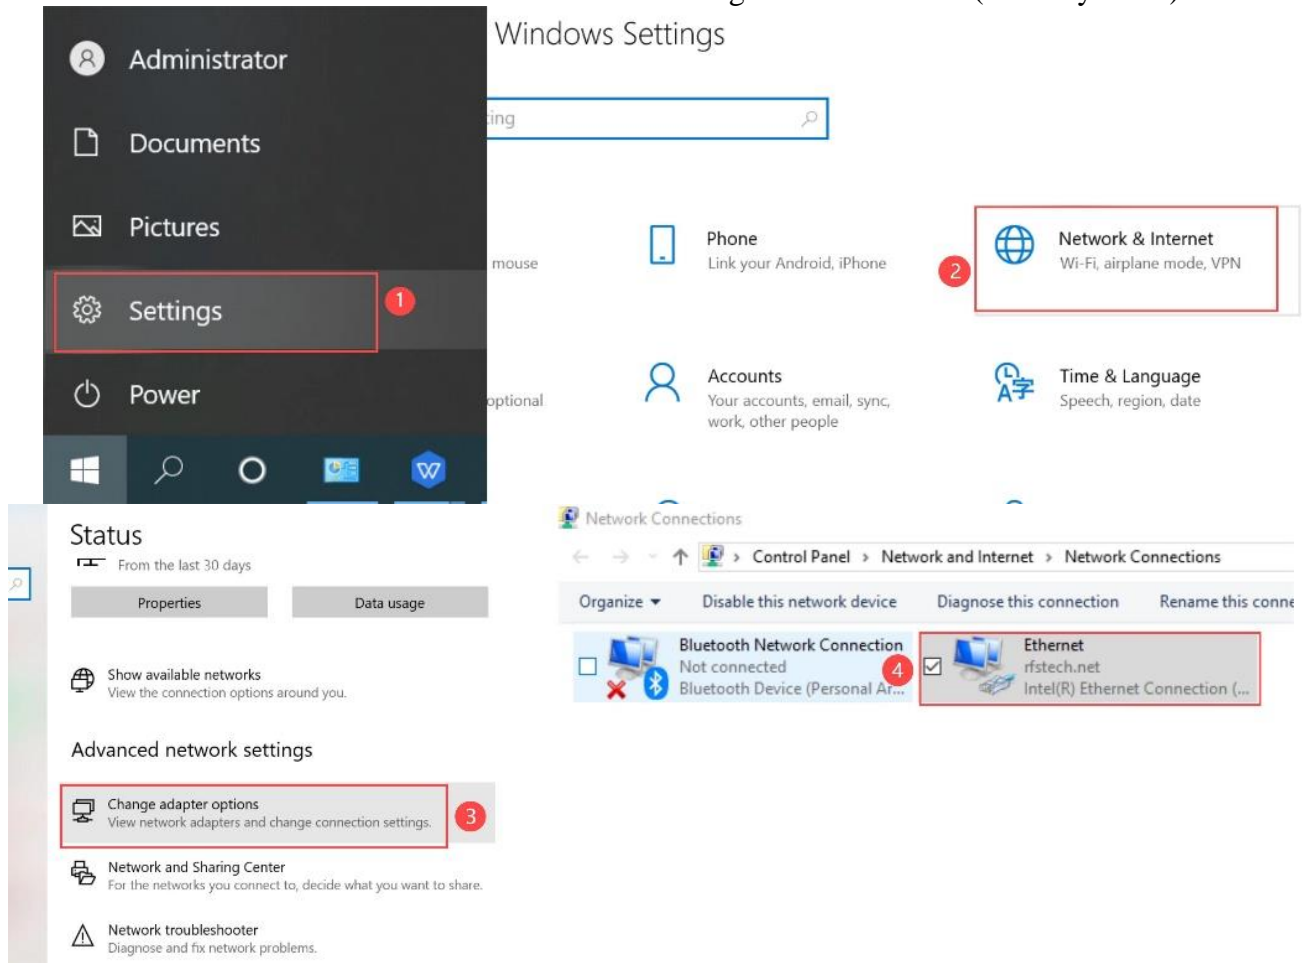 Windows Settings
Administrator
Documents
Pictures
Settings
1
Power
Phone
Link your Android, iPhone
mouse
2
Network & Internet
Wi-Fi, airplane mode, VPN
Accounts
Your accounts, email, sync,
work, other people
optional
Time & Language
Speech, region, date
A字
W
Status
From the last 30 days
Properties
Data usage
Show available networks
View the connection options around you.
Advanced network settings
Change adapter options
View network adapters and change connection settings.
3
Network and Sharing Center
For the networks you connect to, decide what you want to share.
Network troubleshooter
Diagnose and fix network problems.
Network Connections
Control Panel > Network and Internet > Network Connections
Organize
Disable this network device
Diagnose this connection
Rename this conne
Bluetooth Network Connection
Not connected
Bluetooth Device (Personal Ar...
4
Ethernet
rfstech.net
Intel(R) Ethernet Connection (...